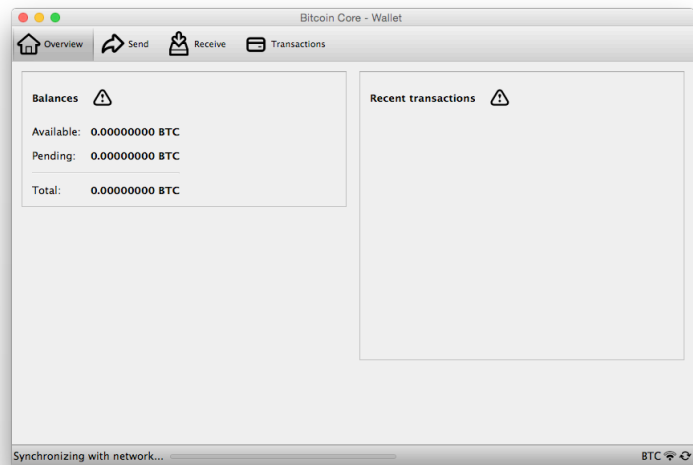 Bitcoin Core - Wallet
Overview Send Receive Transactions
Balances
Available: 0.00000000 BTC
Pending: 0.00000000 BTC
Total: 0.00000000 BTC
Recent transactions
Synchronizing with network...
BTC